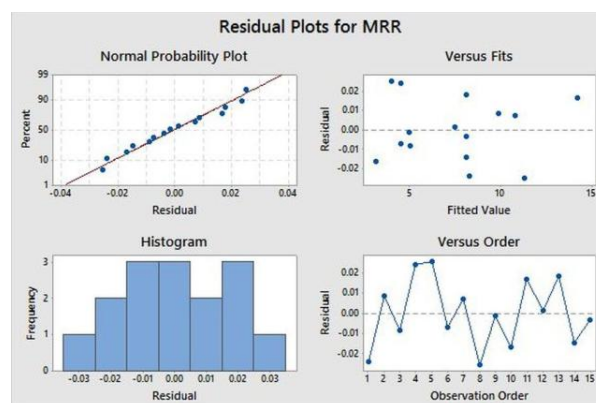 Residual Plots for MRR
Normal Probability Plot
99
90
50
10
1
Percent
-0.04 -0.02 0.00 0.02 0.04
Residual
Versus Fits
0.02
0.01
0.00
-0.01
-0.02
Residual
5 10 15
Fitted Value
Histogram
3
2
1
0
Frequency
-0.03 -0.02 -0.01 0.00 0.01 0.02 0.03
Residual
Versus Order
0.02
0.01
0.00
-0.01
-0.02
Residual
1 2 3 4 5 6 7 8 9 10 11 12 13 14 15
Observation Order